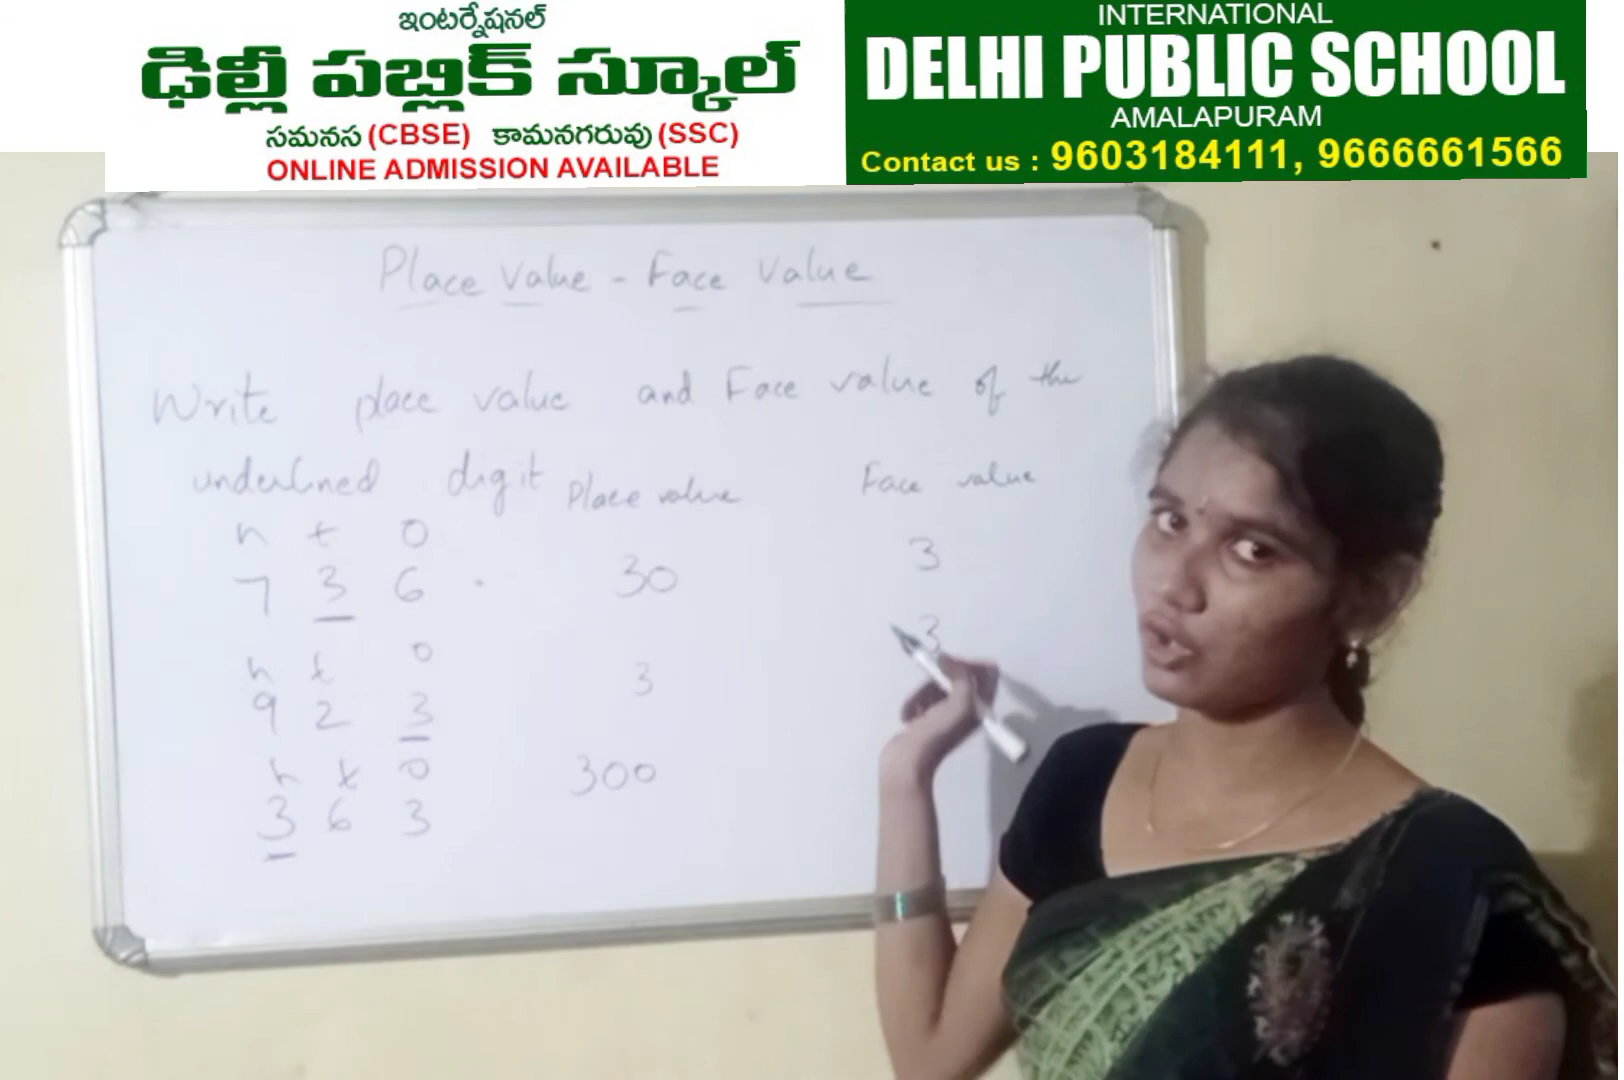 ఇంటర్నేషనల్
ఢిల్లీ పబ్లిక్ స్కూల్
సమనస (CBSE) కామనగరువు (SSC)
ONLINE ADMISSION AVAILABLE
INTERNATIONAL
DELHI PUBLIC SCHOOL
AMALAPURAM
Contact us : 9603184111, 9666661566
Place Value - Face Value
Write place value and Face value of the
underlined digit Place value Face value
h t o
7 3 6 . 30 3
h t o
9 2 3 3 3
h t o
3 6 3 300